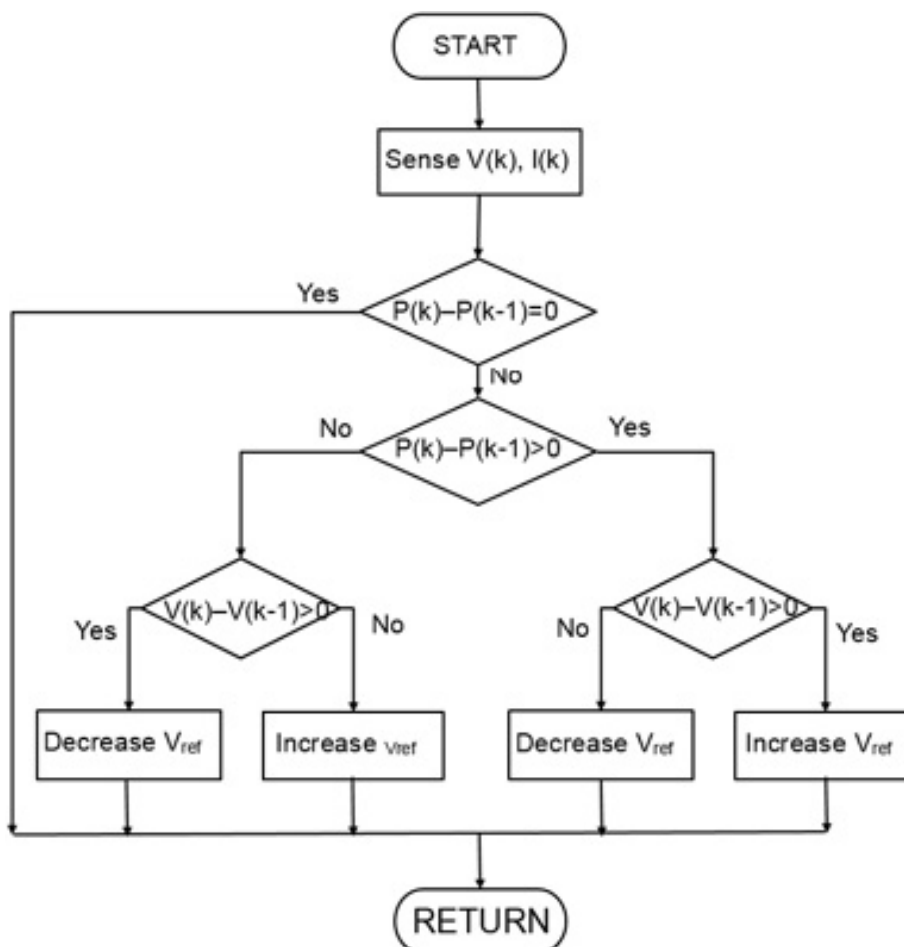 START
Sense V(k), I(k)
Yes
P(k)–P(k-1)=0
No
No
P(k)–P(k-1)>0
Yes
V(k)–V(k-1)>0
V(k)–V(k-1)>0
Yes
No
No
Yes
Decrease Vref
Increase Vref
Decrease Vref
Increase Vref
RETURN